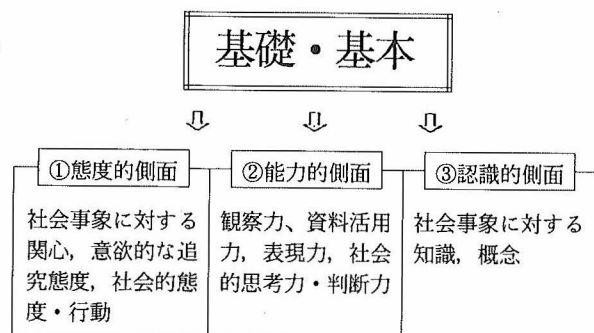 基礎・基本
①態度的側面
社会事象に対する
関心, 意欲的な追
究態度, 社会的態
度・行動
②能力的側面
観察力、資料活用
力, 表現力, 社会
的思考力・判断力
③認識的側面
社会事象に対する
知識, 概念